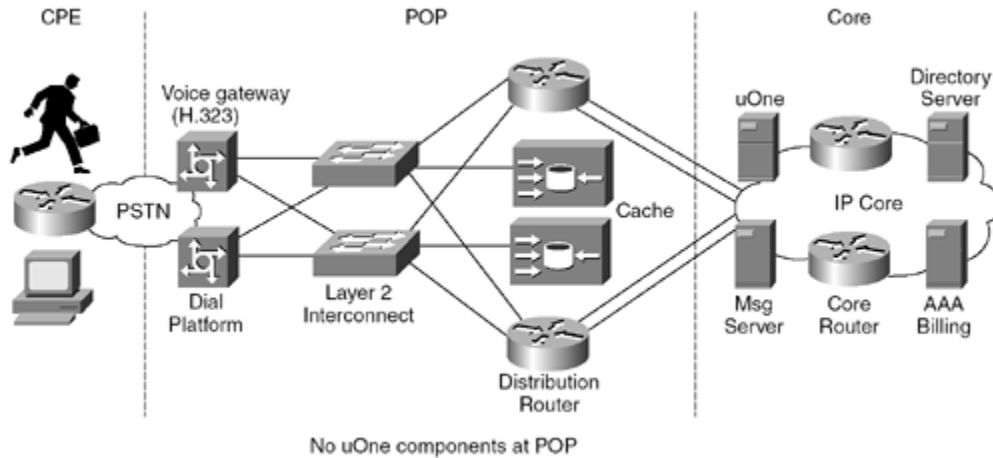 CPE
POP
Core
Voice gateway
(H.323)
uOne
Directory
Server
PSTN
Cache
IP Core
Dial
Platform
Layer 2
Interconnect
Msg
Server
Core
Router
AAA
Billing
Distribution
Router
No uOne components at POP